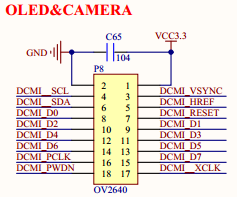 OLED&CAMERA
C65
GND
104
VCC3.3
P8
2 1
DCMI_SCL 4 3 DCMI_VSYNC
DCMI_SDA 6 5 DCMI_HREF
DCMI_D0 8 7 DCMI_RESET
DCMI_D2 10 9 DCMI_D1
DCMI_D4 12 11 DCMI_D3
DCMI_D6 14 13 DCMI_D5
DCMI_PCLK 16 15 DCMI_D7
DCMI_PWDN 18 17 DCMI_XCLK
OV2640